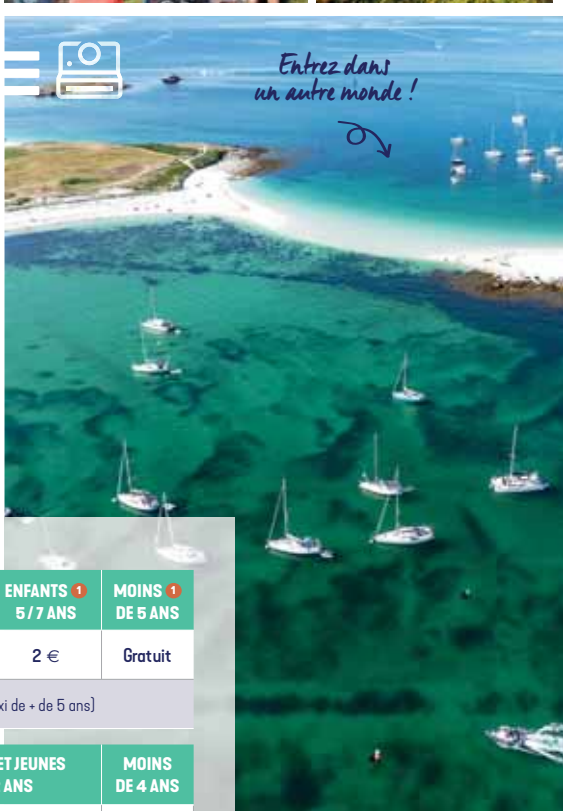 Entrez dans
un autre monde !
ENFANTS 1
5 / 7 ANS
MOINS 1
DE 5 ANS
2 €
Gratuit
de + de 5 ans)
ET JEUNES
ANS
MOINS
DE 4 ANS